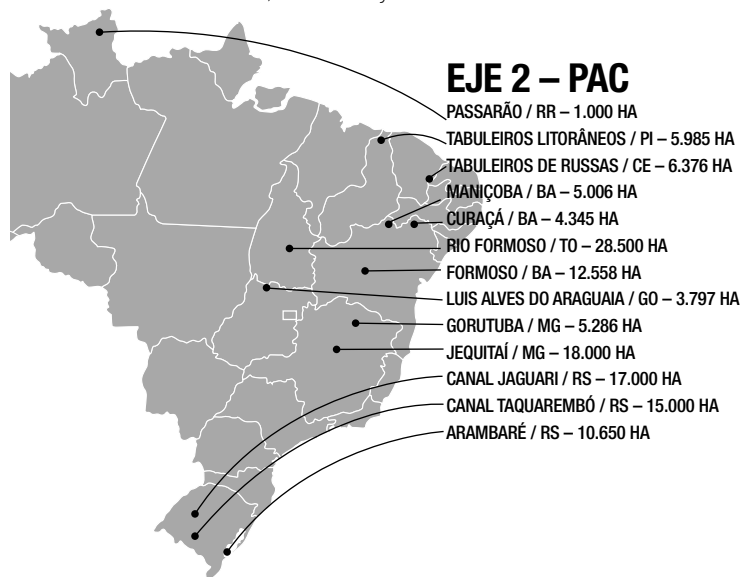 EJE 2 – PAC
PASSARÃO / RR – 1.000 HA
TABULEIROS LITORÂNEOS / PI – 5.985 HA
TABULEIROS DE RUSSAS / CE – 6.376 HA
MANIÇOBA / BA – 5.006 HA
CURAÇÁ / BA – 4.345 HA
RIO FORMOSO / TO – 28.500 HA
FORMOSO / BA – 12.558 HA
LUIS ALVES DO ARAGUAIA / GO – 3.797 HA
GORUTUBA / MG – 5.286 HA
JEQUITAÍ / MG – 18.000 HA
CANAL JAGUARI / RS – 17.000 HA
CANAL TAQUAREMBÓ / RS – 15.000 HA
ARAMBARÉ / RS – 10.650 HA